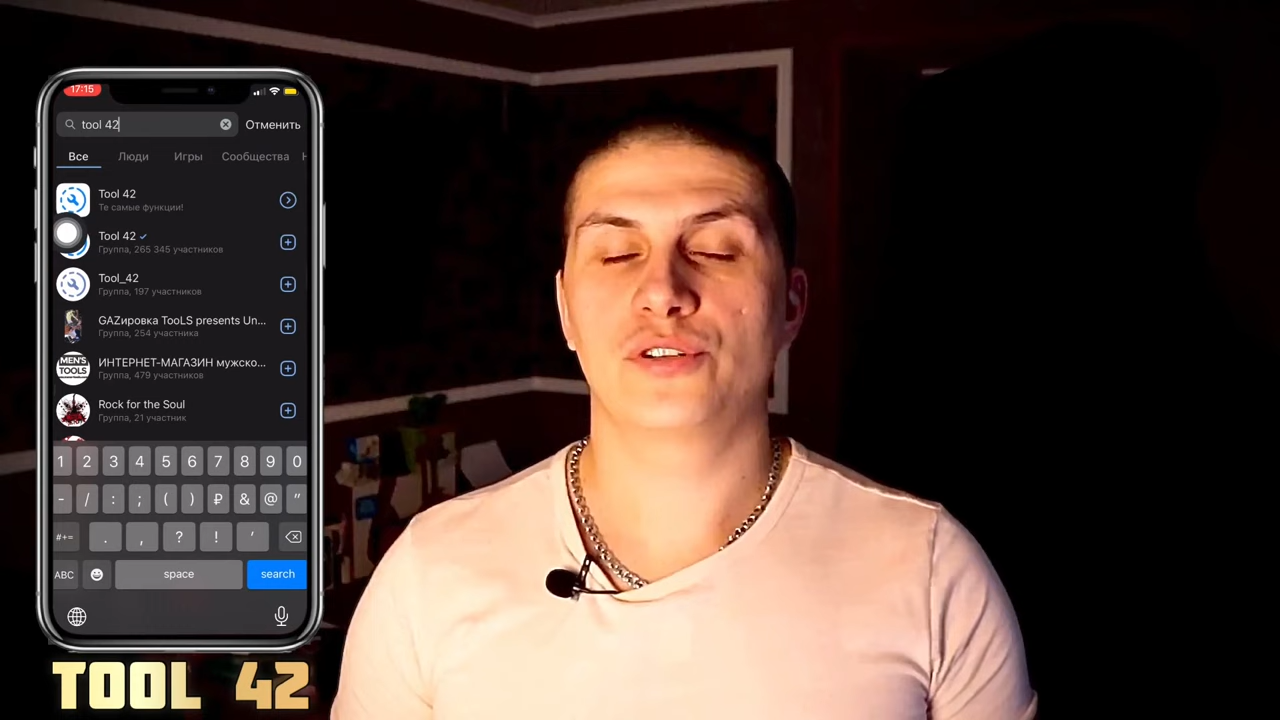 17:15
tool 42
Отменить
Все
Люди
Игры
Сообщества
Tool 42
Те самые функции!
Tool 42
Группа, 265 345 участников
Tool_42
Группа, 197 участников
GAZировка TooLS presents Un...
Группа, 254 участника
MEN'S
TOOLS
ИНТЕРНЕТ-МАГАЗИН мужско...
Группа, 479 участников
Rock for the Soul
Группа, 21 участник
1 2 3 4 5 6 7 8 9 0
- / : ; ( ) ₽ & @ "
#+= . , ? ! '
ABC
space
search
TOOL 42